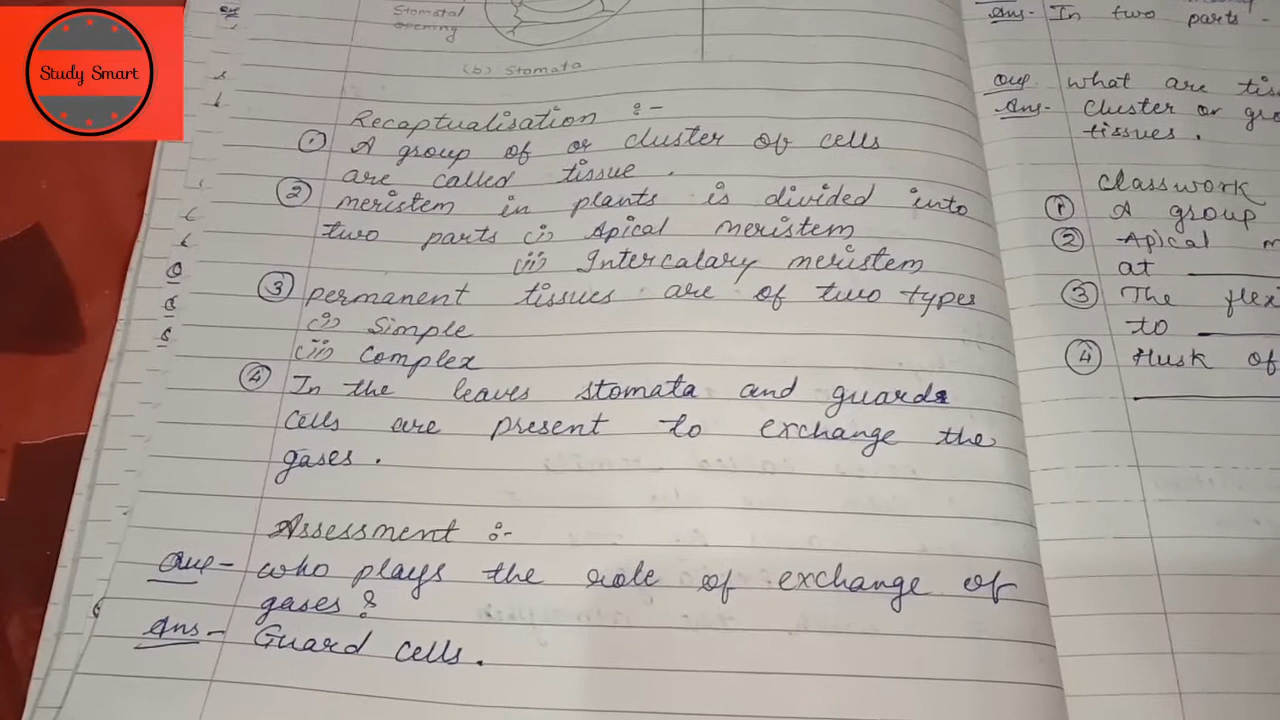 Study Smart
Stomatal
opening
(b) Stomata
Recaptualisation :-
① A group of or cluster of cells
are called tissue.
② meristem in plants is divided into
two parts (i) Apical meristem
(ii) Intercalary meristem
③ permanent tissues are of two types
(i) Simple
(ii) Complex
④ In the leaves stomata and guards
cells are present to exchange the
gases.
Assessment :-
Que- who plays the role of exchange of
gases?
Ans- Guard cells.
Ans- In two parts -
Que. What are
Ans- Cluster or
tissues.
Classwork
① A group
② Apical
at ____
③ The
to ____
④ Husk of
____